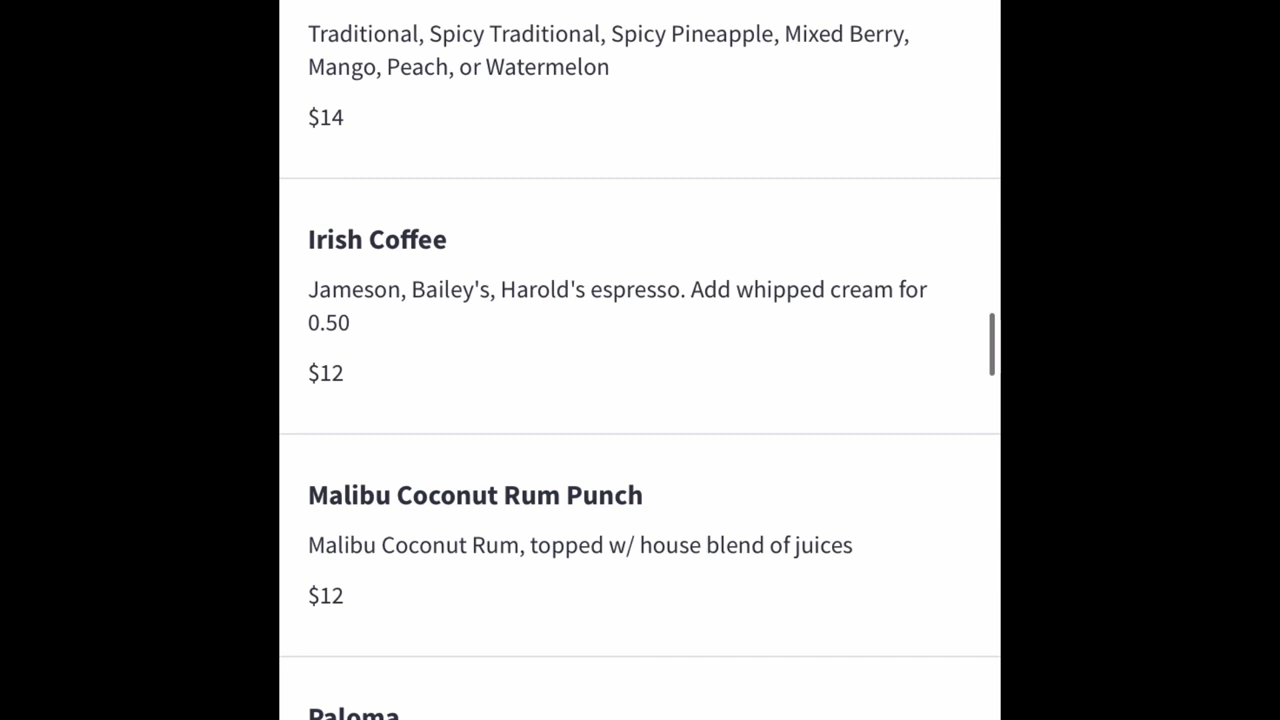 Traditional, Spicy Traditional, Spicy Pineapple, Mixed Berry,
Mango, Peach, or Watermelon
$14
Irish Coffee
Jameson, Bailey's, Harold's espresso. Add whipped cream for
0.50
$12
Malibu Coconut Rum Punch
Malibu Coconut Rum, topped w/ house blend of juices
$12
Paloma